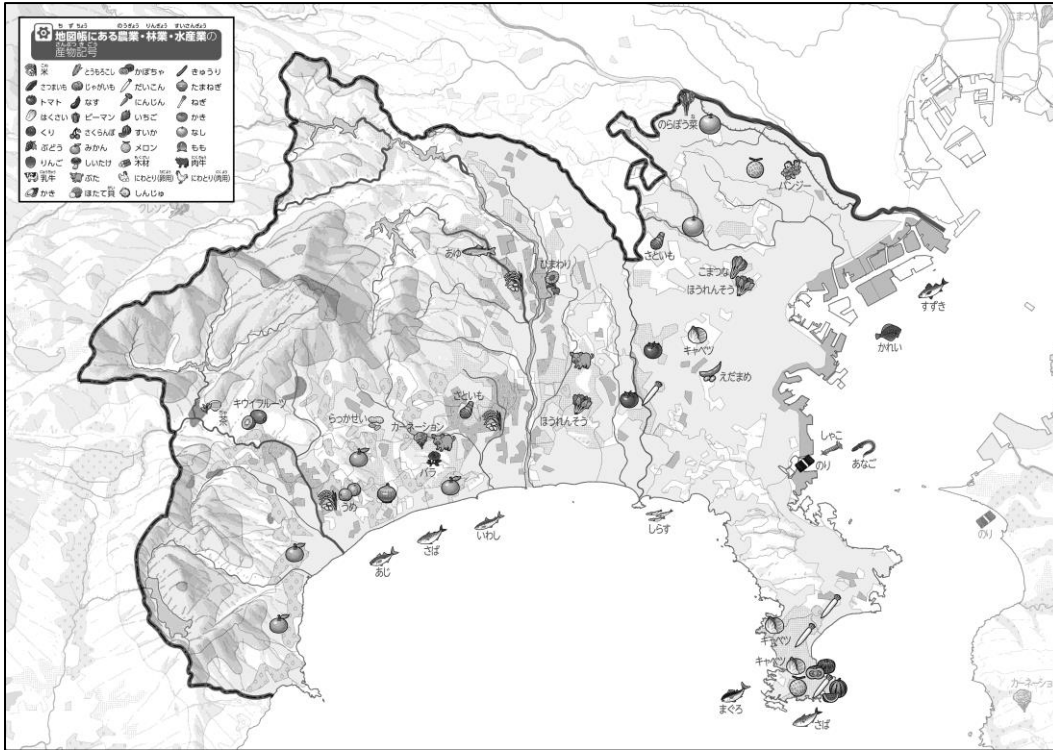 地図帳にある農業・林業・水産業の
産物記号
米 とうもろこし かぼちゃ きゅうり
さつまいも じゃがいも だいこん たまねぎ
トマト なす にんじん ねぎ
はくさい ピーマン いちご かき
くり さくらんぼ すいか なし
ぶどう みかん メロン もも
りんご しいたけ 木材 肉牛
乳牛 ぶた にわとり(卵用) にわとり(肉用)
かき ほたて貝 しんじゅ
こまつな
クレソン
のらぼう菜
パンジー
さといも
あゆ
ひまわり
こまつな
ほうれんそう
すずき
かれい
キャベツ
えだまめ
キウイフルーツ
茶
らっかせい
さといも
カーネーション
バラ
ほうれんそう
うめ
しゃこ
のり
あなご
のり
いわし
さば
あじ
しらす
キャベツ
キャベツ
まぐろ
さば